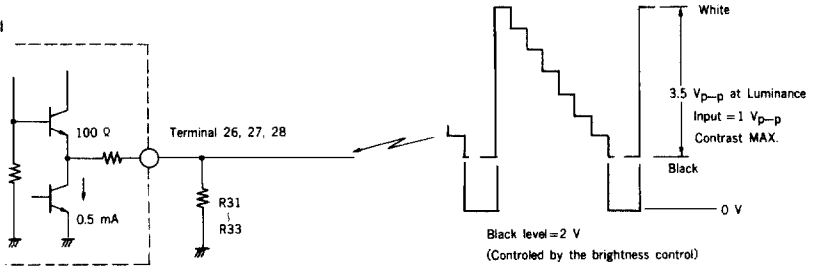 100 Ω
0.5 mA
Terminal 26, 27, 28
R31
R33
White
3.5 Vp-p at Luminance
Input = 1 Vp-p
Contrast MAX.
Black
0 V
Black level=2 V
(Controled by the brightness control)